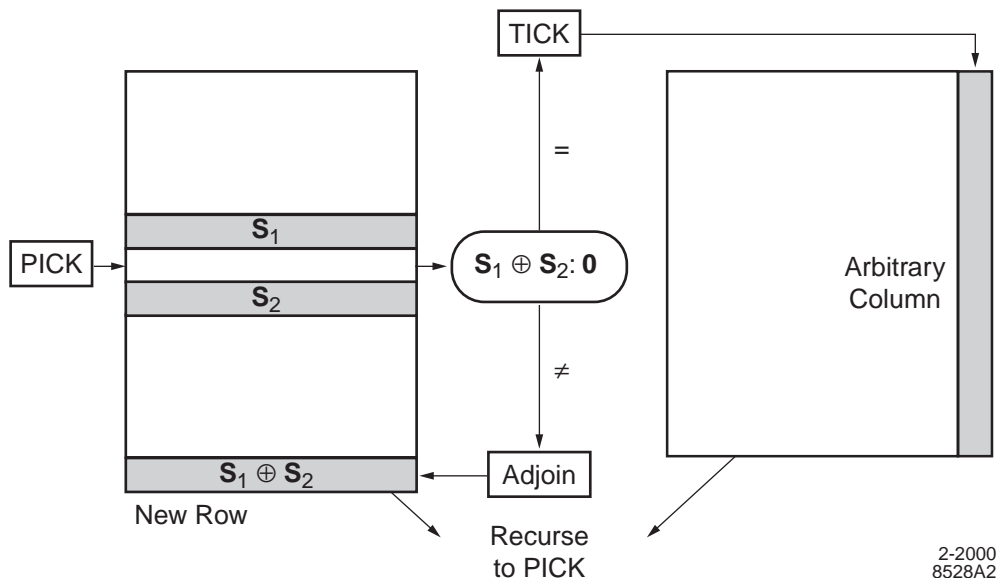 TICK
=
S₁
PICK
S₁ ⊕ S₂: 0
Arbitrary
Column
S₂
≠
S₁ ⊕ S₂
Adjoin
New Row
Recurse
to PICK
2-2000
8528A2